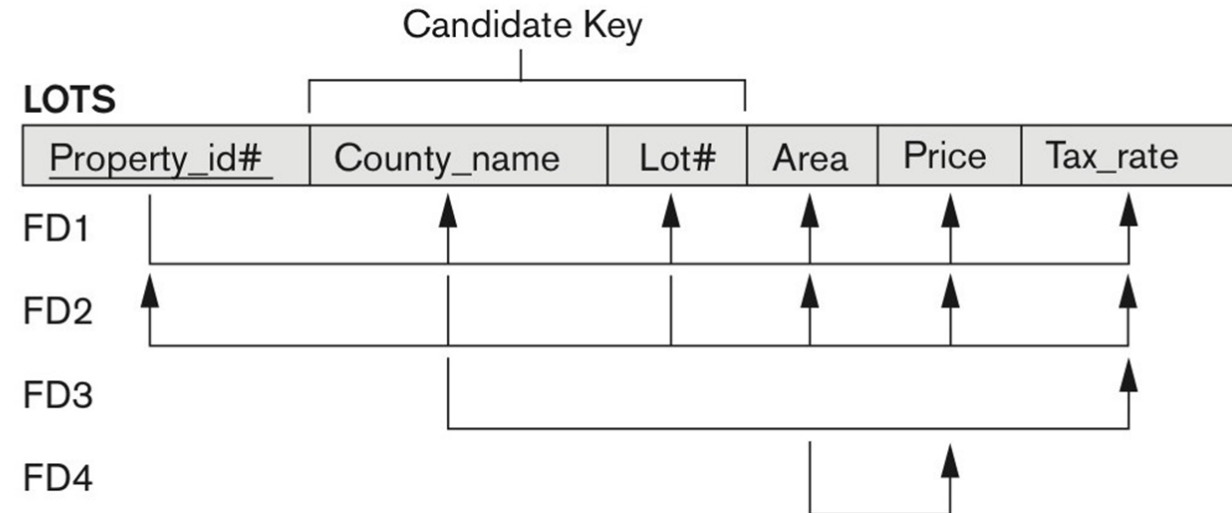 Candidate Key
LOTS
Property_id# County_name Lot# Area Price Tax_rate
FD1
FD2
FD3
FD4